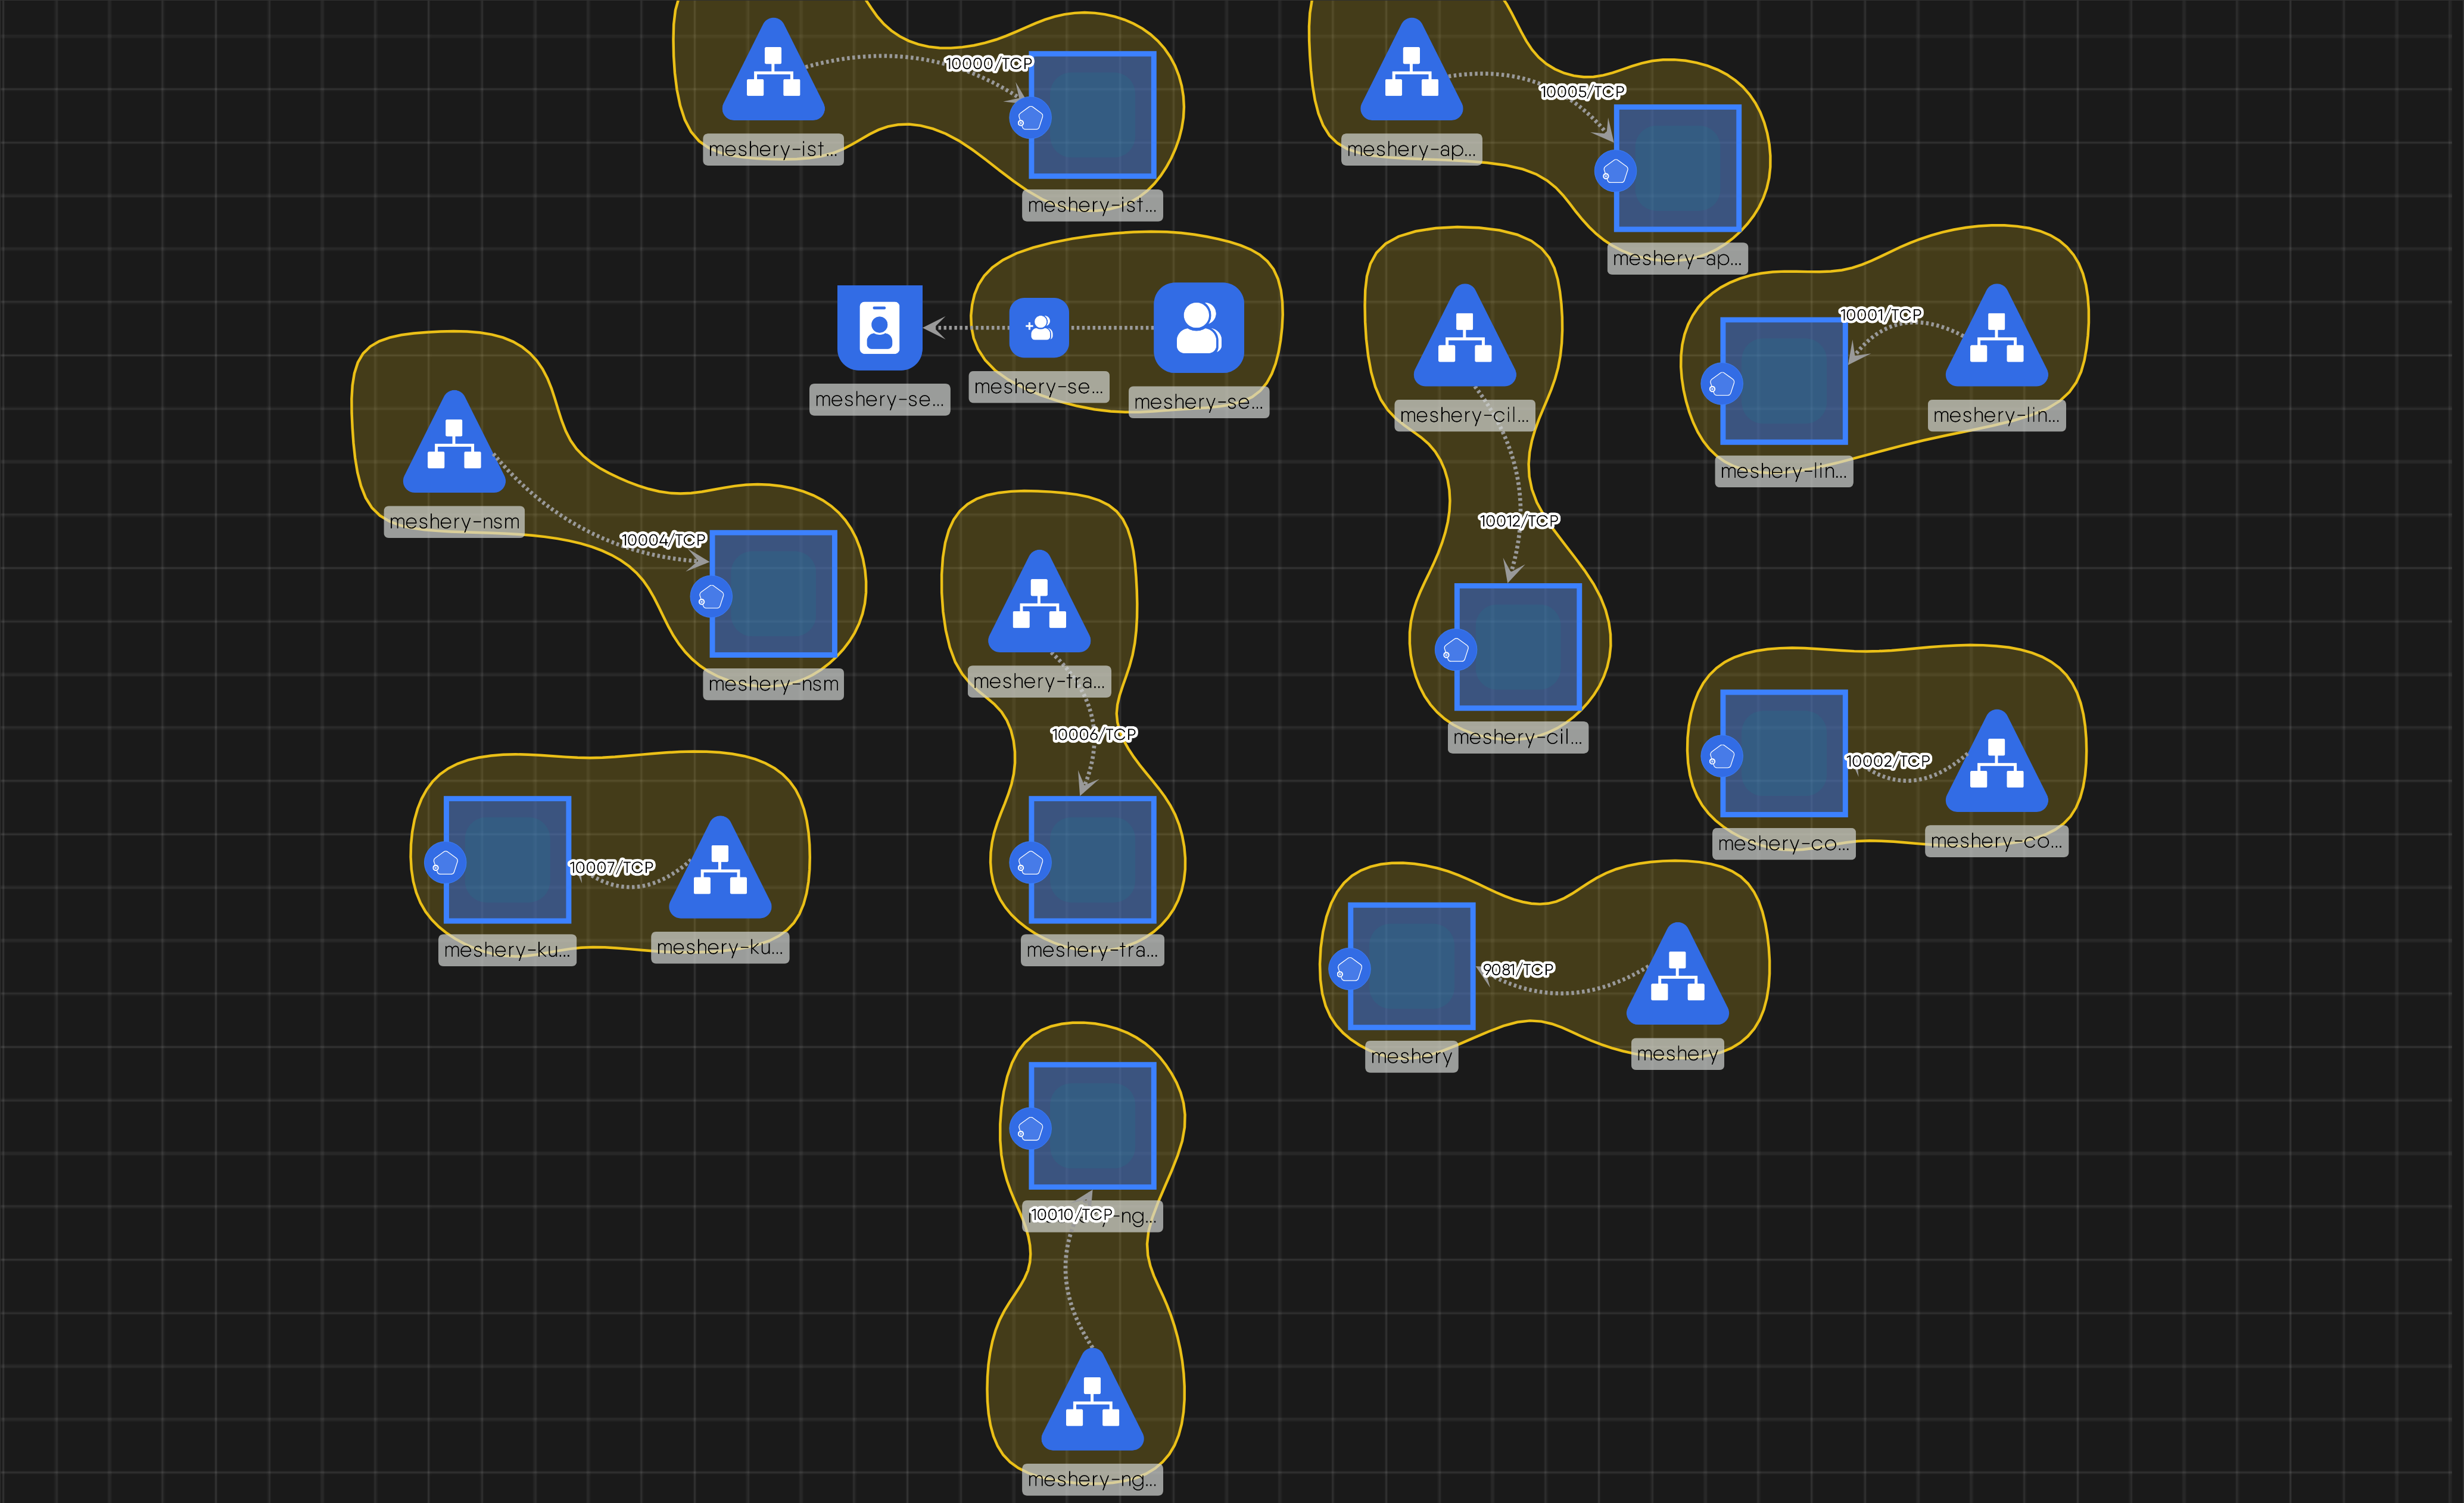 10000/TCP
meshery-ist...
meshery-ist...
10005/TCP
meshery-ap...
meshery-ap...
meshery-se...
meshery-se...
meshery-se...
meshery-cil...
10012/TCP
meshery-cil...
10001/TCP
meshery-lin...
meshery-lin...
meshery-nsm
10004/TCP
meshery-nsm
meshery-tra...
10006/TCP
meshery-tra...
10002/TCP
meshery-co...
meshery-co...
10007/TCP
meshery-ku...
meshery-ku...
9081/TCP
meshery
meshery
10010/TCP
-ng...
meshery-ng...